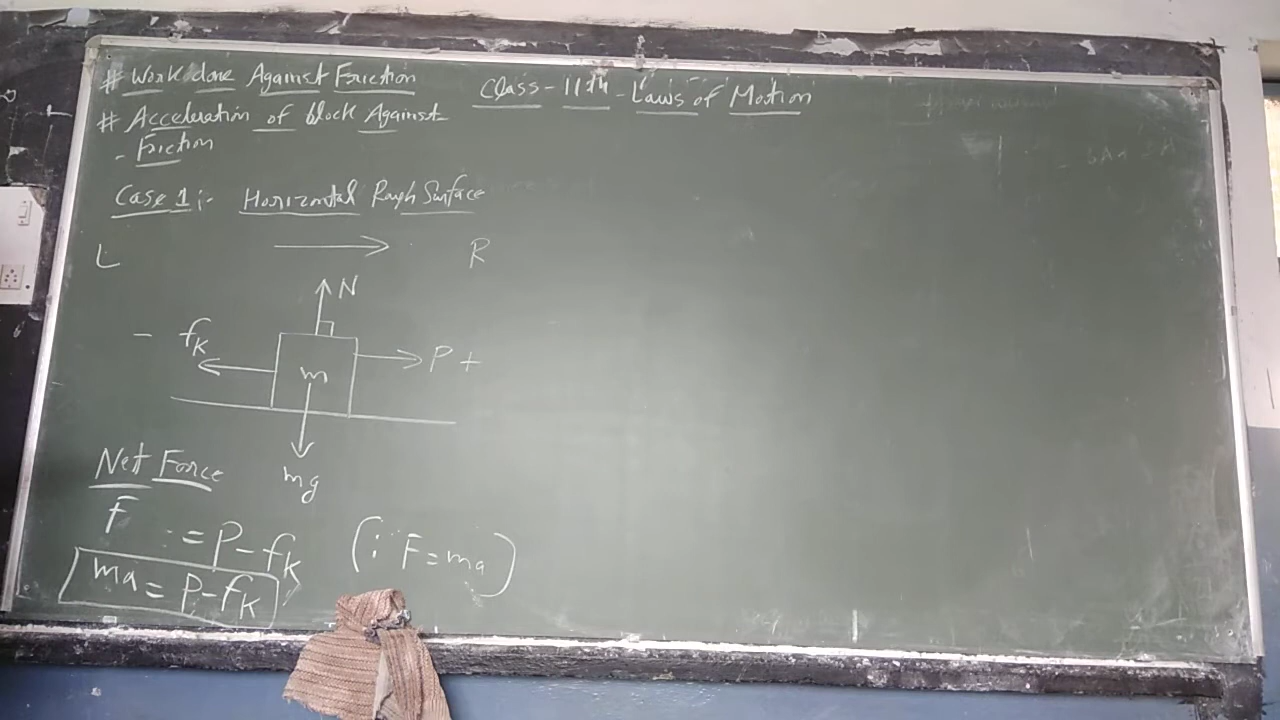 # Work done Against Friction
Class - 11th - Laws of Motion
# Acceleration of block Against
- Friction
Case 1 :- Horizontal Rough Surface
L R
N
- fK
P +
m
mg
Net Force
F = P - fK (∵ F = ma)
ma = P - fK